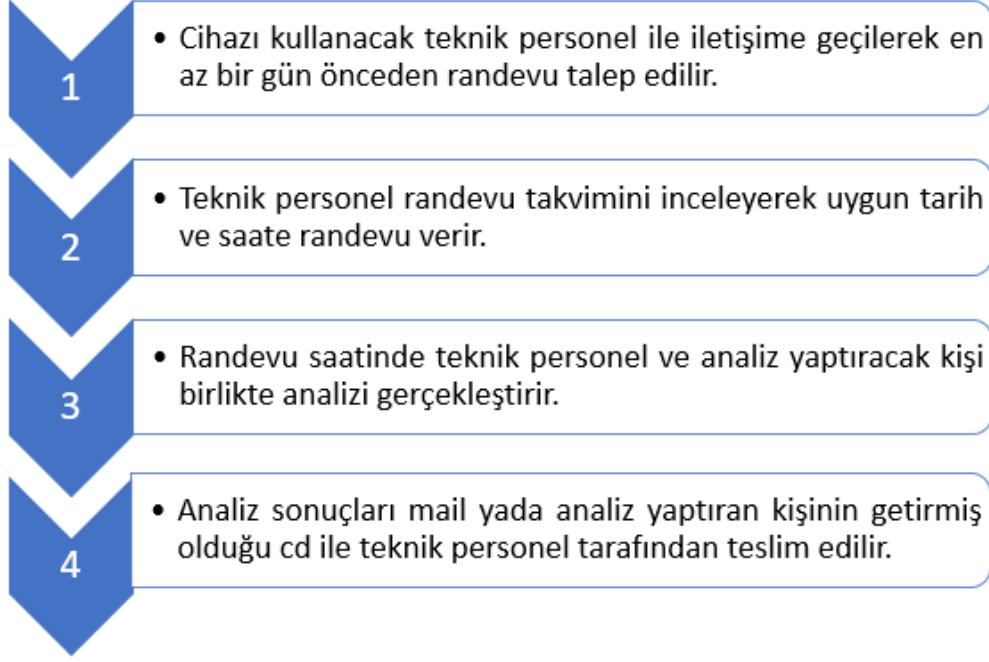 1
• Cihazı kullanacak teknik personel ile iletişime geçilerek en
az bir gün önceden randevu talep edilir.
2
• Teknik personel randevu takvimini inceleyerek uygun tarih
ve saate randevu verir.
3
• Randevu saatinde teknik personel ve analiz yaptıracak kişi
birlikte analizi gerçekleştirir.
4
• Analiz sonuçları mail yada analiz yaptıran kişinin getirmiş
olduğu cd ile teknik personel tarafından teslim edilir.